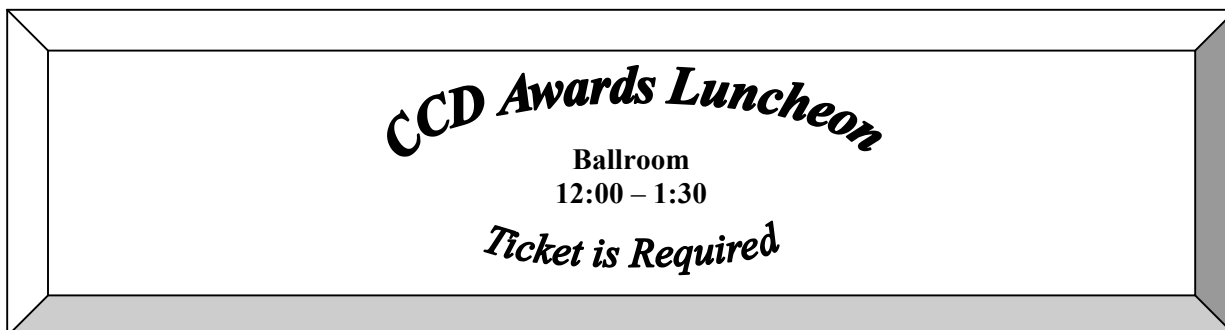 CCD Awards Luncheon
Ballroom
12:00 – 1:30
Ticket is Required